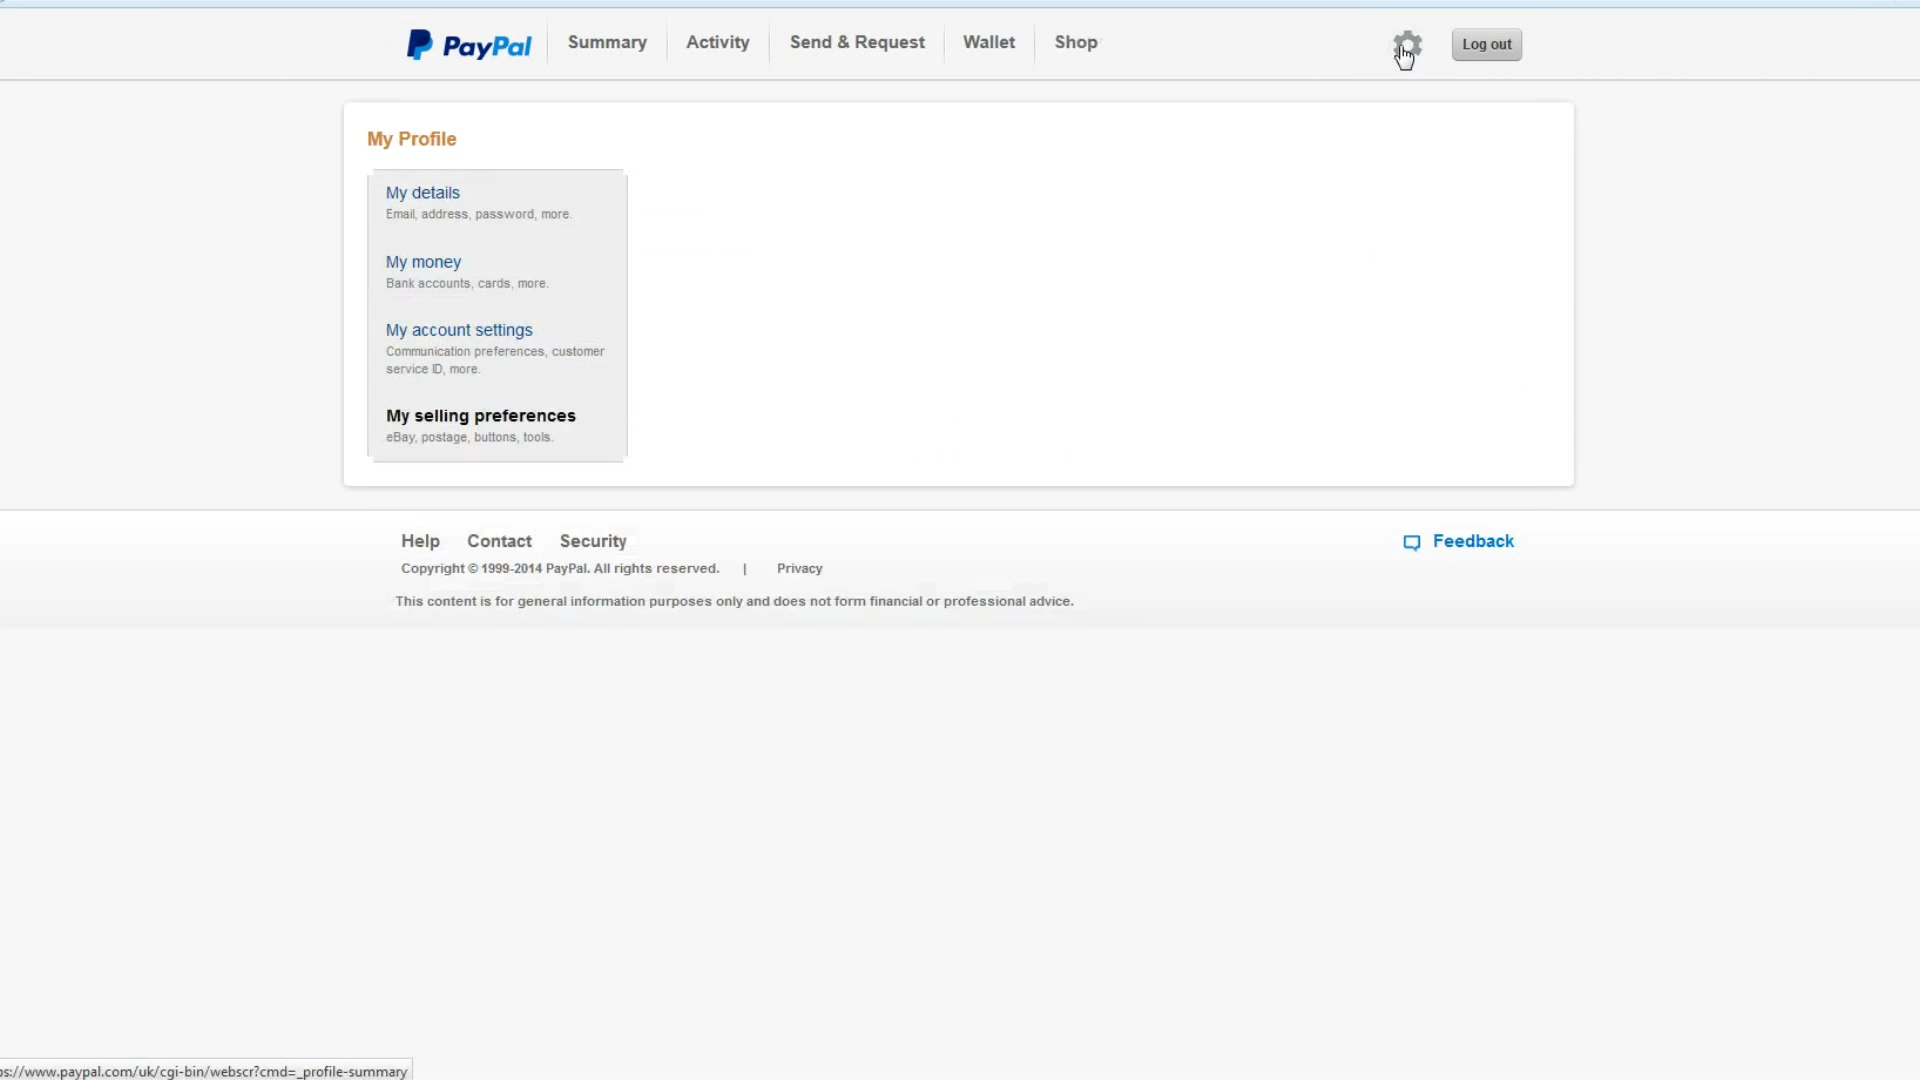 PayPal
Summary
Activity
Send & Request
Wallet
Shop
Log out
My Profile
My details
Email, address, password, more.
My money
Bank accounts, cards, more.
My account settings
Communication preferences, customer
service ID, more.
My selling preferences
eBay, postage, buttons, tools.
Help
Contact
Security
Feedback
Copyright © 1999-2014 PayPal. All rights reserved. | Privacy
This content is for general information purposes only and does not form financial or professional advice.
ps://www.paypal.com/uk/cgi-bin/webscr?cmd=_profile-summary